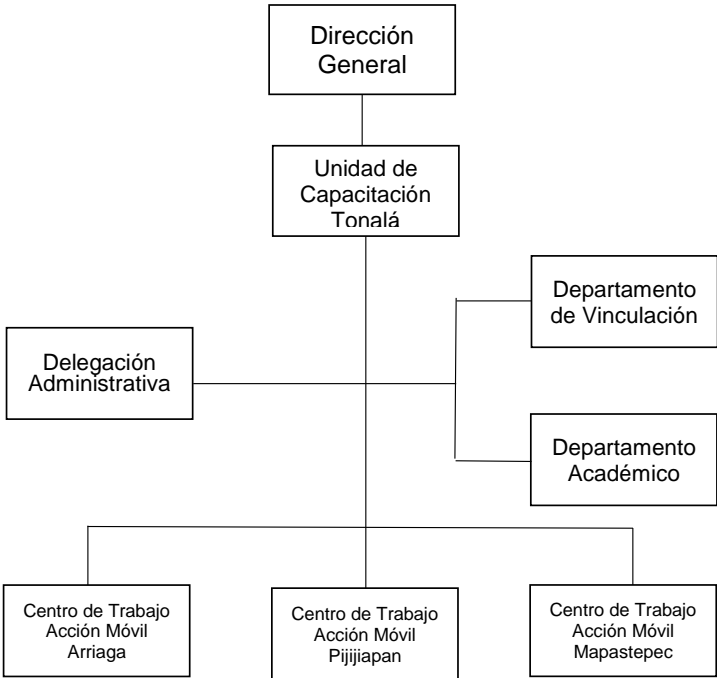 Dirección
General
Unidad de
Capacitación
Tonalá
Departamento
de Vinculación
Delegación
Administrativa
Departamento
Académico
Centro de Trabajo
Acción Móvil
Arriaga
Centro de Trabajo
Acción Móvil
Pijijiapan
Centro de Trabajo
Acción Móvil
Mapastepec